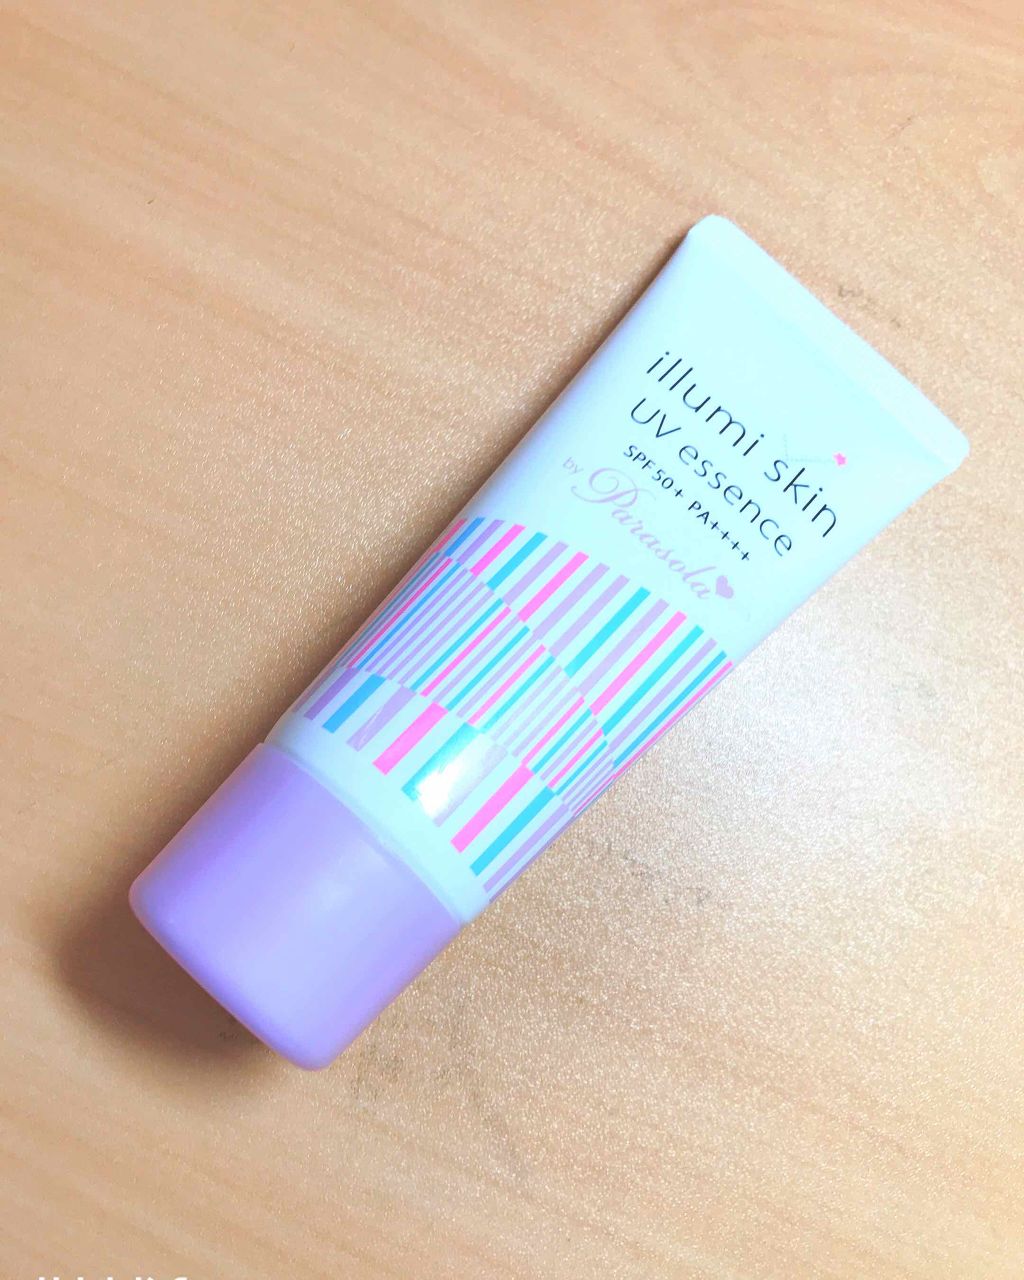 illumi skin
UV essence
SPF50+ PA++++
by Parasola